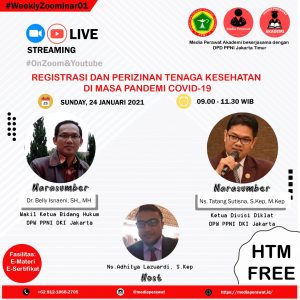 #WeeklyZoominar01
LIVE
STREAMING
#OnZoom&Youtube
Media Perawat Akademi bekerjasama dengan
DPD PPNI Jakarta Timur
REGISTRASI DAN PERIZINAN TENAGA KESEHATAN
DI MASA PANDEMI COVID-19
SUNDAY, 24 JANUARI 2021
09.00 - 11.30 WIB
Narasumber
Dr. Belly Isnaeni, SH., MH
Wakil Ketua Bidang Hukum
DPW PPNI DKI Jakarta
Narasumber
Ns. Tatang Sutisna, S.Kep, M.Kep
Ketua Divisi Diklat
DPW PPNI DKI Jakarta
Ns.Adhitya Lazuardi, S.Kep
Host
Fasilitas:
E-Materi
E-Sertifikat
HTM
FREE
@mediaperawat